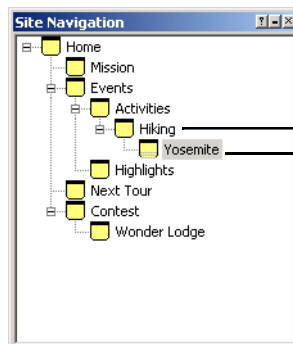 Site Navigation
Home
Mission
Events
Activities
Hiking
Yosemite
Highlights
Next Tour
Contest
Wonder Lodge